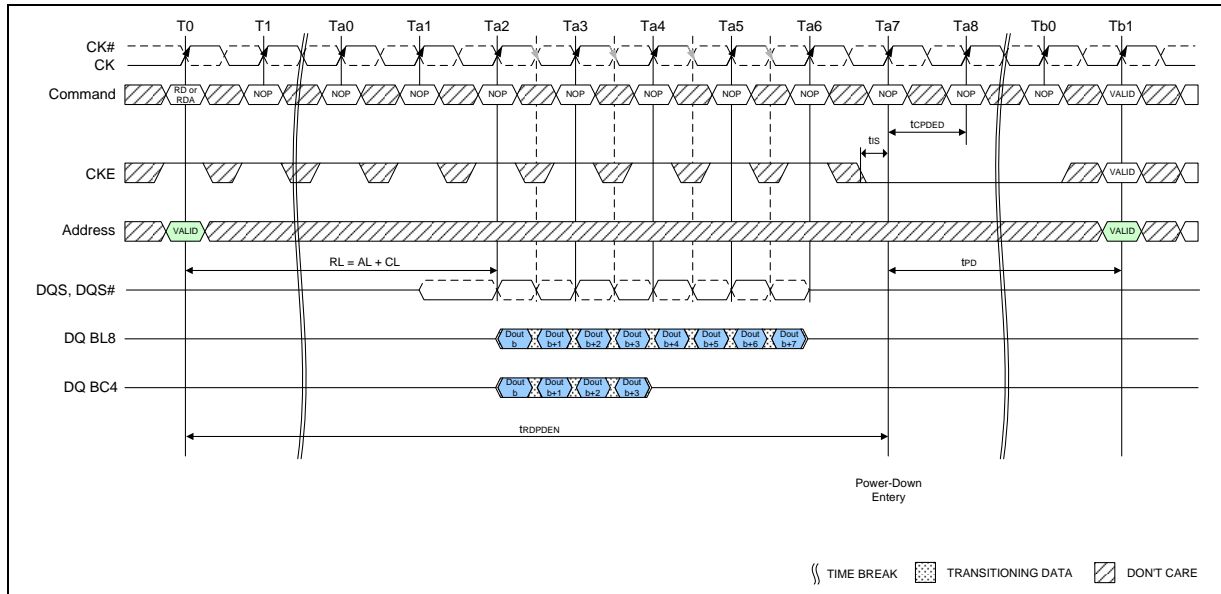 T0 T1 Ta0 Ta1 Ta2 Ta3 Ta4 Ta5 Ta6 Ta7 Ta8 Tb0 Tb1
CK#
CK
Command RD or RDA NOP NOP NOP NOP NOP NOP NOP NOP NOP NOP NOP VALID
tCPDED
tIS
CKE VALID
Address VALID VALID
RL = AL + CL tPD
DQS, DQS#
DQ BL8 Dout b Dout b+1 Dout b+2 Dout b+3 Dout b+4 Dout b+5 Dout b+6 Dout b+7
DQ BC4 Dout b Dout b+1 Dout b+2 Dout b+3
tRDPDEN
Power-Down
Entery
TIME BREAK TRANSITIONING DATA DON'T CARE